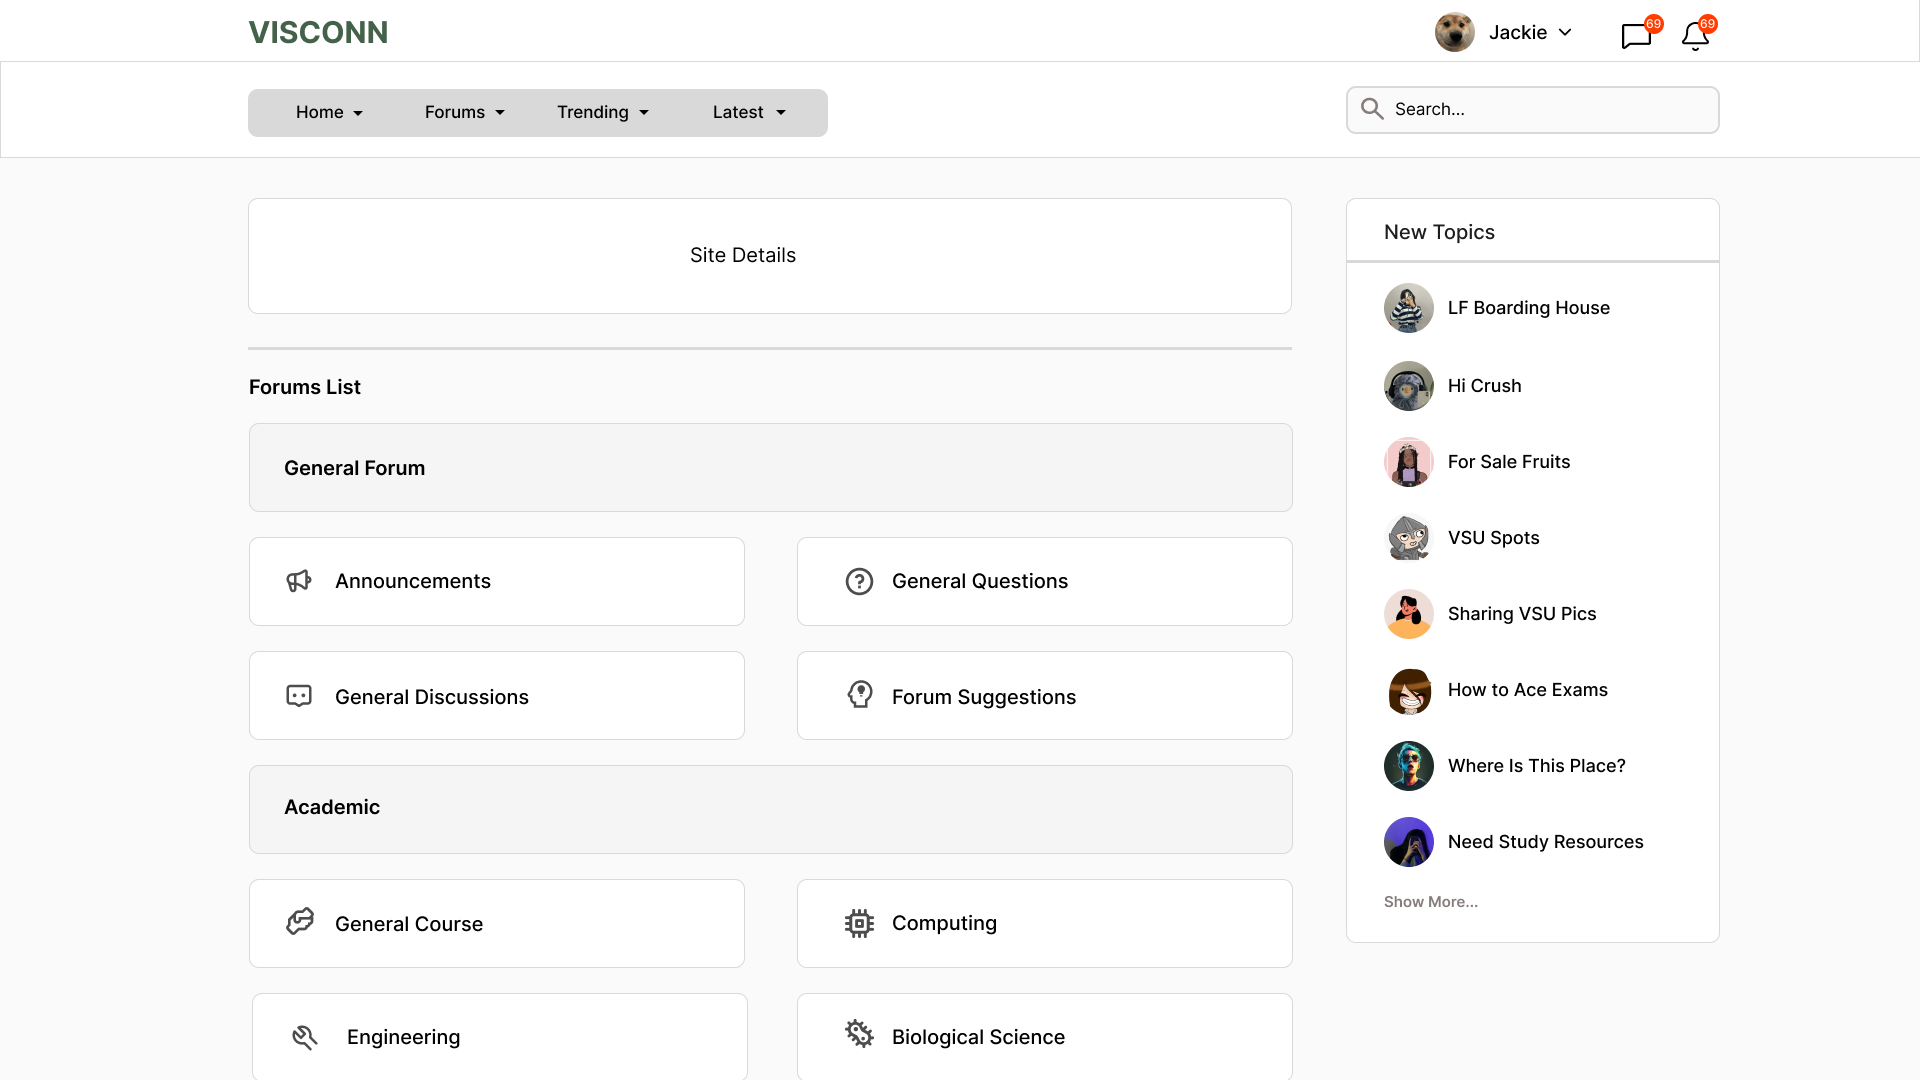 VISCONN
Jackie
69
69
Home
Forums
Trending
Latest
Search...
Site Details
Forums List
General Forum
Announcements
General Questions
General Discussions
Forum Suggestions
Academic
General Course
Computing
Engineering
Biological Science
New Topics
LF Boarding House
Hi Crush
For Sale Fruits
VSU Spots
Sharing VSU Pics
How to Ace Exams
Where Is This Place?
Need Study Resources
Show More...